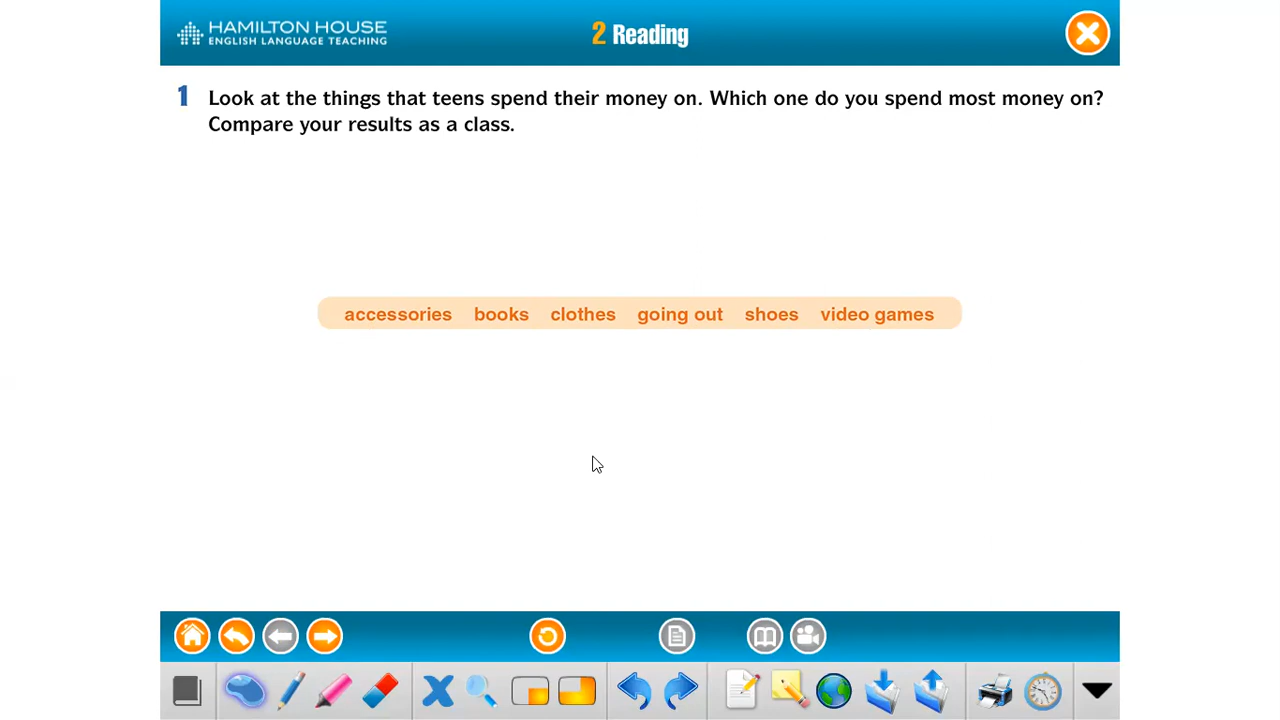 HAMILTON HOUSE
ENGLISH LANGUAGE TEACHING
2 Reading
1 Look at the things that teens spend their money on. Which one do you spend most money on?
Compare your results as a class.
accessories books clothes going out shoes video games